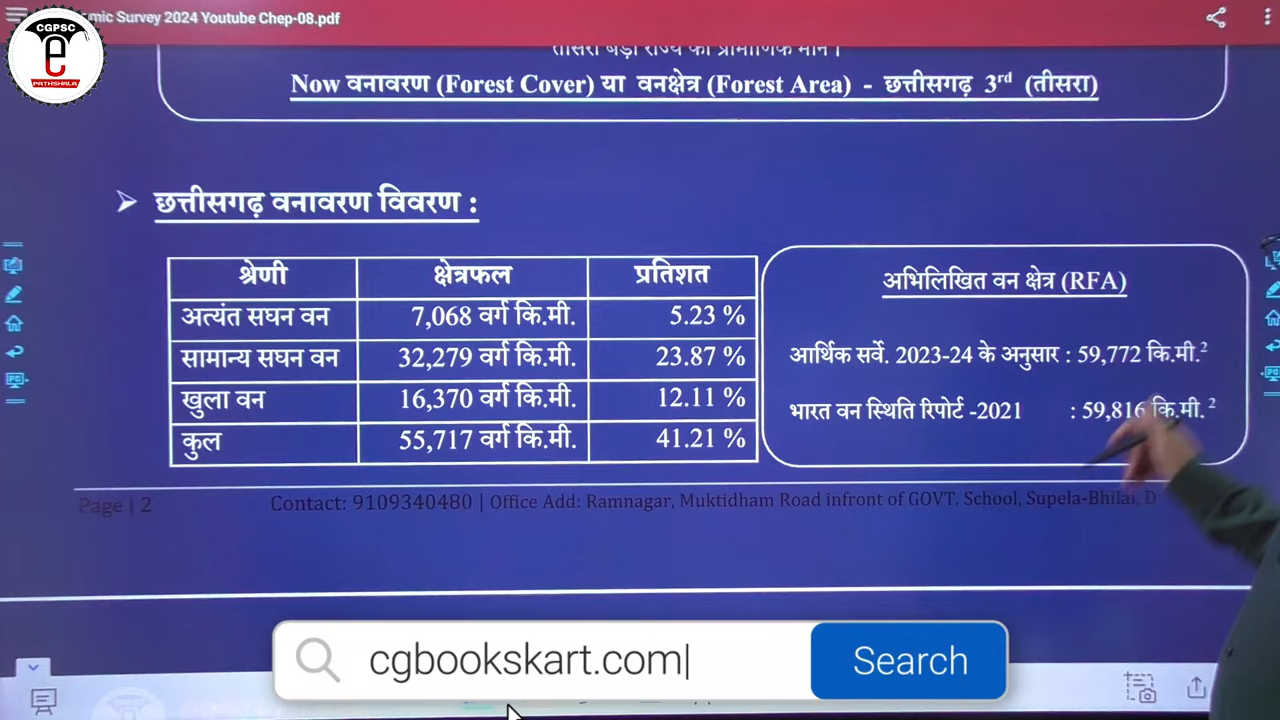 mic Survey 2024 Youtube Chep-08.pdf
CGPSC
PATHSHALA
तीसरा बड़ा राज्य को प्रामाणिक माने।
Now वनावरण (Forest Cover) या वनक्षेत्र (Forest Area) - छत्तीसगढ़ 3rd (तीसरा)
छत्तीसगढ़ वनावरण विवरण :
श्रेणी क्षेत्रफल प्रतिशत
अत्यंत सघन वन 7,068 वर्ग कि.मी. 5.23 %
सामान्य सघन वन 32,279 वर्ग कि.मी. 23.87 %
खुला वन 16,370 वर्ग कि.मी. 12.11 %
कुल 55,717 वर्ग कि.मी. 41.21 %
अभिलिखित वन क्षेत्र (RFA)
आर्थिक सर्वे. 2023-24 के अनुसार : 59,772 कि.मी.2
भारत वन स्थिति रिपोर्ट -2021 : 59,816 कि.मी.2
Page | 2 Contact: 9109340480 | Office Add: Ramnagar, Muktidham Road infront of GOVT. School, Supela-Bhilai, D
cgbookskart.com
Search